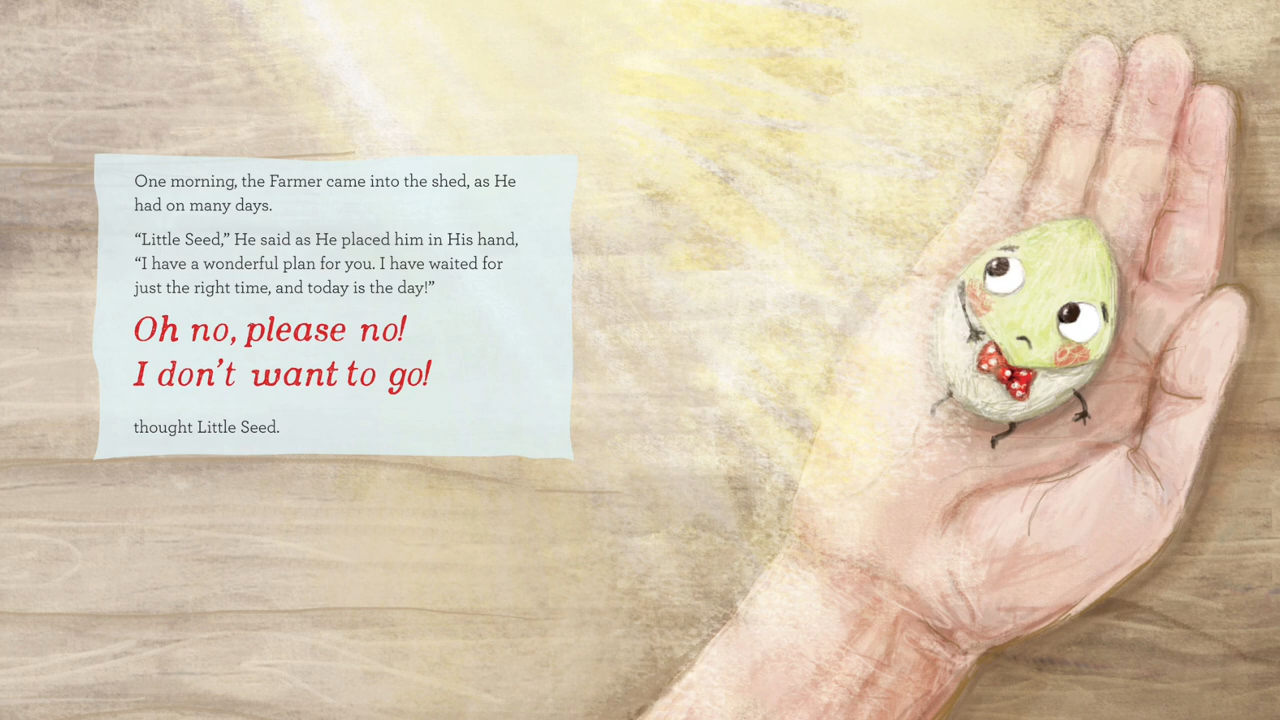 One morning, the Farmer came into the shed, as He
had on many days.
“Little Seed,” He said as He placed him in His hand,
“I have a wonderful plan for you. I have waited for
just the right time, and today is the day!”
Oh no, please no!
I don’t want to go!
thought Little Seed.